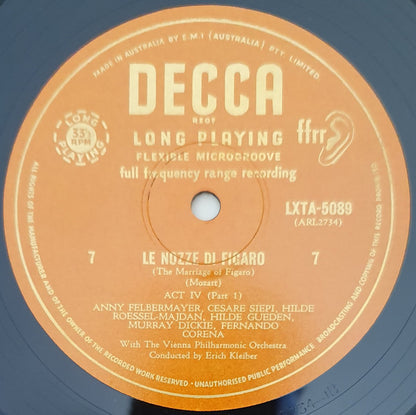 MADE IN AUSTRALIA BY E.M.I (AUSTRALIA) PTY. LIMITED
DECCA
REGD
LONG PLAYING
33⅓
RPM
LONG PLAYING
ffrr
FLEXIBLE MICROGROOVE
full frequency range recording
LXTA-5089
(ARL2734)
7
LE NOZZE DI FIGARO
7
(The Marriage of Figaro)
(Mozart)
ACT IV (Part 1)
ANNY FELBERMAYER, CESARE SIEPI, HILDE
ROESSEL-MAJDAN, HILDE GUEDEN,
MURRAY DICKIE, FERNANDO
CORENA
With The Vienna Philharmonic Orchestra
Conducted by Erich Kleiber
ALL RIGHTS OF THE MANUFACTURER AND OF THE OWNER OF THE RECORDED WORK RESERVED · UNAUTHORISED PUBLIC PERFORMANCE BROADCASTING AND COPYING OF THIS RECORD PROHIBITED